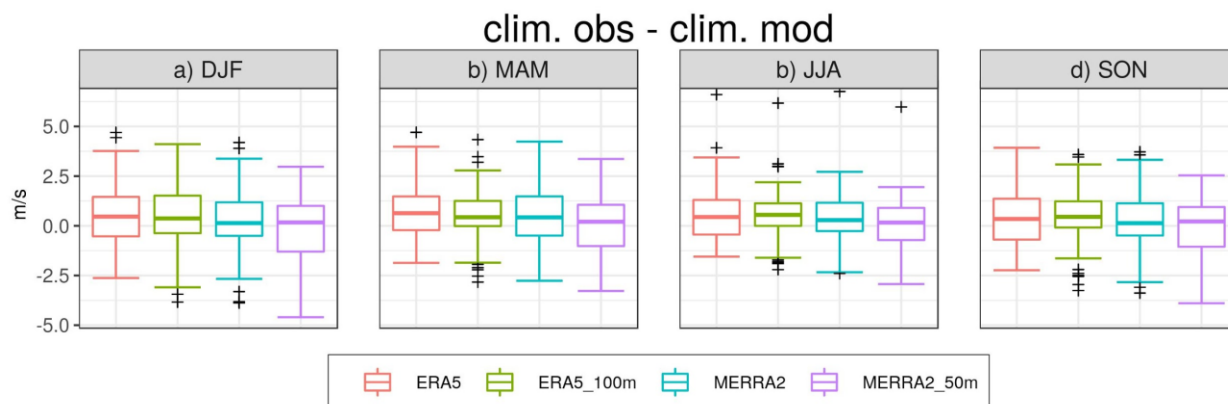 clim. obs - clim. mod
a) DJF
b) MAM
b) JJA
d) SON
m/s
5.0
2.5
0.0
-2.5
-5.0
ERA5
ERA5_100m
MERRA2
MERRA2_50m